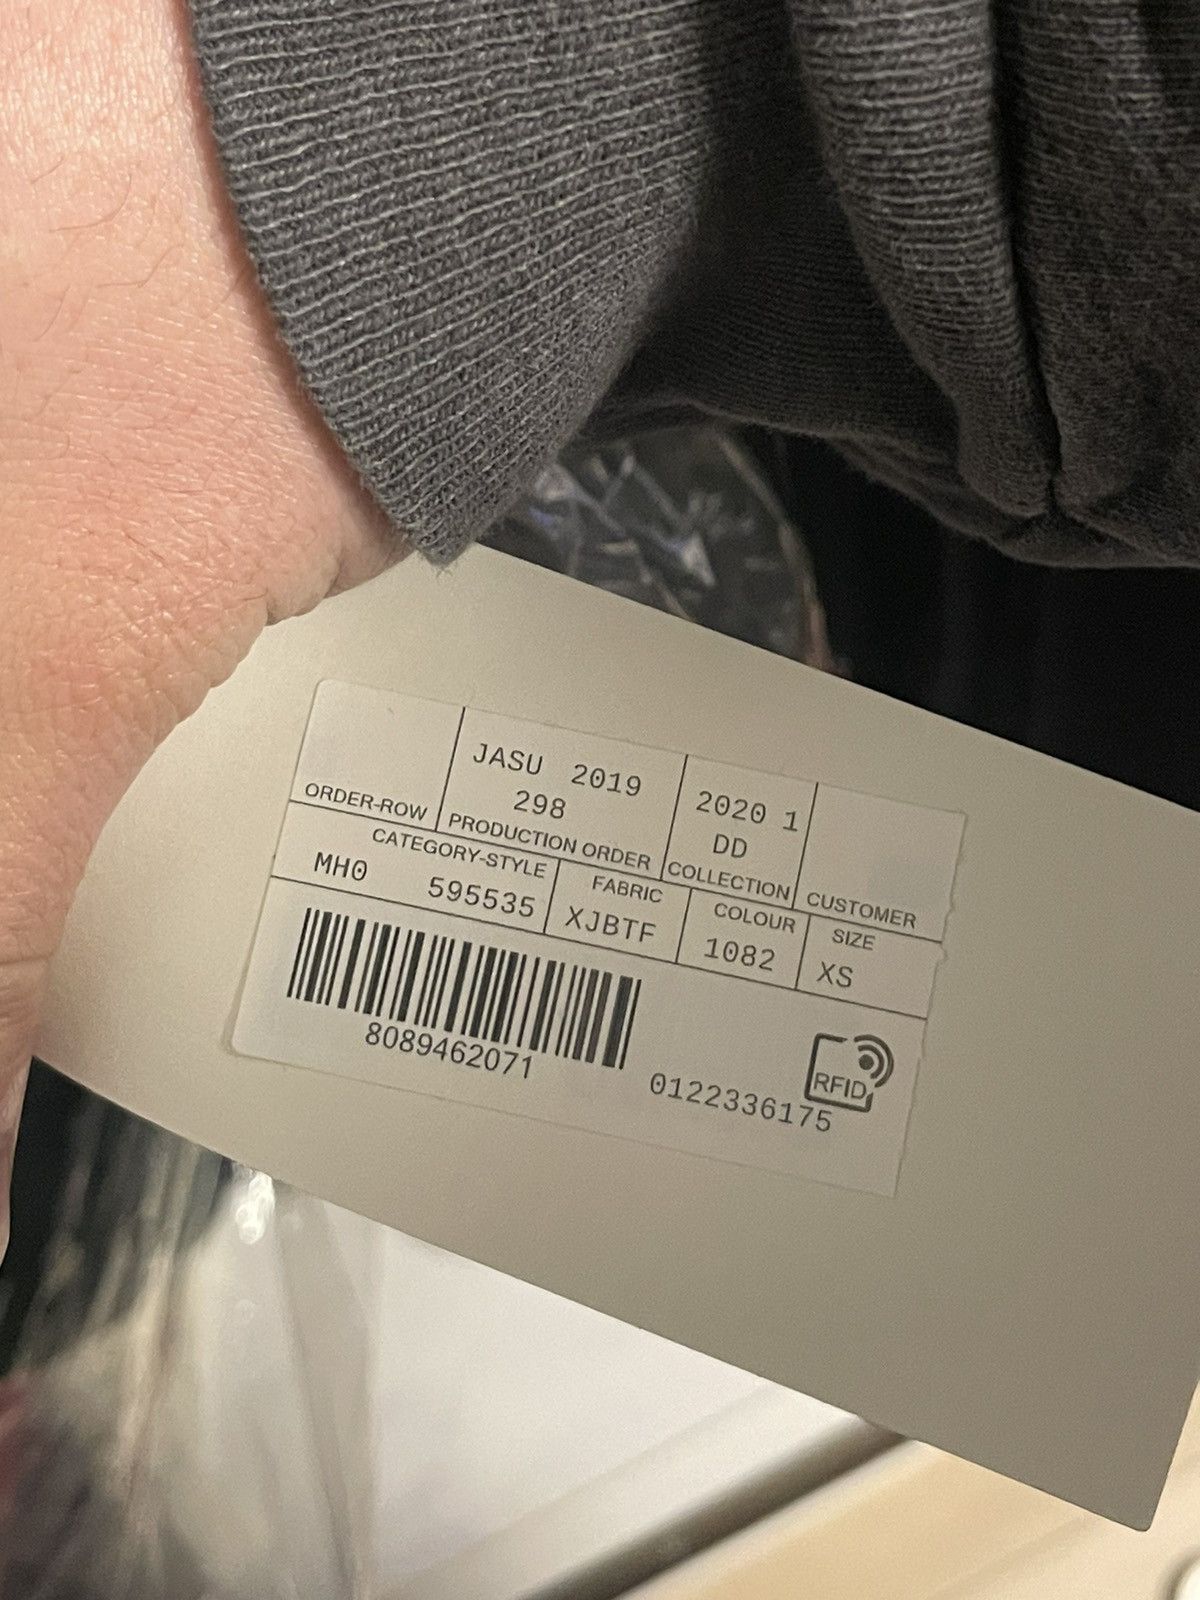 JASU 2019
298
2020 1
DD
ORDER-ROW
PRODUCTION ORDER
COLLECTION
CUSTOMER
CATEGORY-STYLE
FABRIC
COLOUR
SIZE
MH0 595535
XJBTF
1082
XS
8089462071
RFID
0122336175